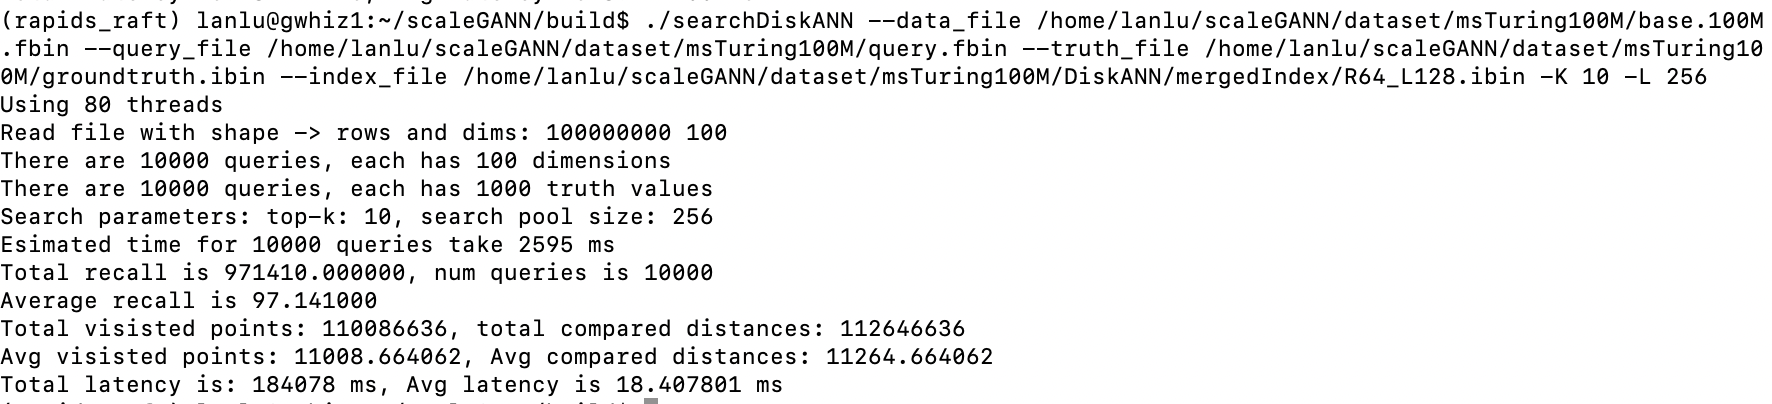 (rapids_raft) lanlu@gwhiz1:~/scaleGANN/build$ ./searchDiskANN --data_file /home/lanlu/scaleGANN/dataset/msTuring100M/base.100M
.fbin --query_file /home/lanlu/scaleGANN/dataset/msTuring100M/query.fbin --truth_file /home/lanlu/scaleGANN/dataset/msTuring10
0M/groundtruth.ibin --index_file /home/lanlu/scaleGANN/dataset/msTuring100M/DiskANN/mergedIndex/R64_L128.ibin -K 10 -L 256
Using 80 threads
Read file with shape -> rows and dims: 100000000 100
There are 10000 queries, each has 100 dimensions
There are 10000 queries, each has 1000 truth values
Search parameters: top-k: 10, search pool size: 256
Esimated time for 10000 queries take 2595 ms
Total recall is 971410.000000, num queries is 10000
Average recall is 97.141000
Total visisted points: 110086636, total compared distances: 112646636
Avg visisted points: 11008.664062, Avg compared distances: 11264.664062
Total latency is: 184078 ms, Avg latency is 18.407801 ms